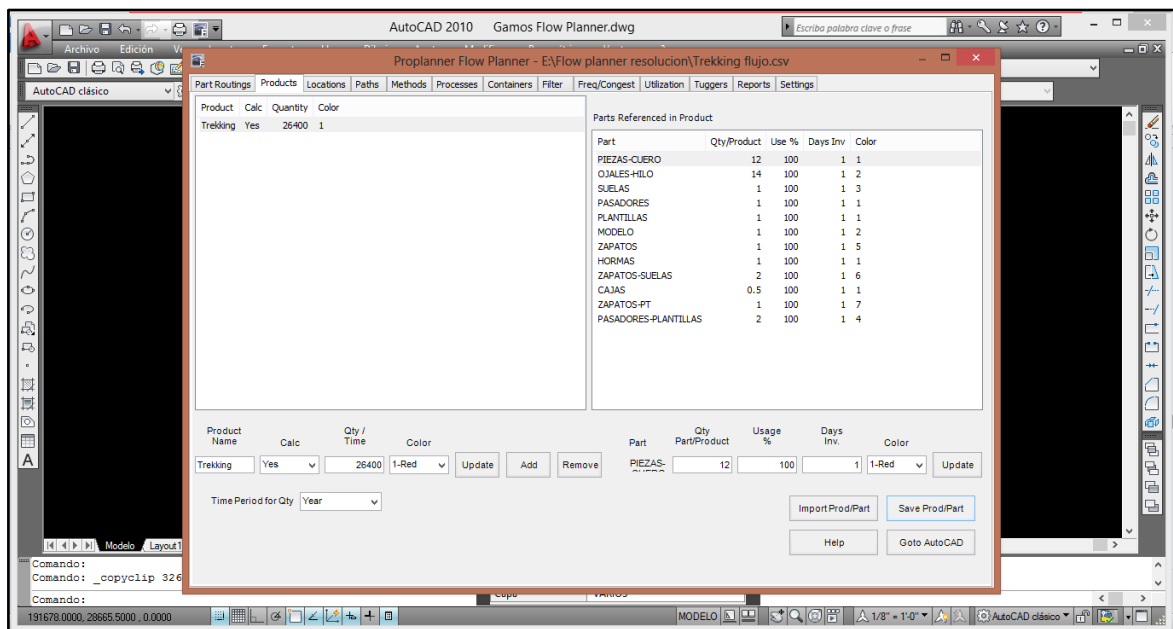 AutoCAD 2010 Gamos Flow Planner.dwg
Escriba palabra clave o frase
Archivo Edición
Proplanner Flow Planner - E:\Flow planner resolucion\Trekking flujo.csv
AutoCAD clásico
Part Routings Products Locations Paths Methods Processes Containers Filter Freq/Congest Utilization Tuggers Reports Settings
Product Calc Quantity Color
Trekking Yes 26400 1
Parts Referenced in Product
Part Qty/Product Use % Days Inv Color
PIEZAS-CUERO 12 100 1 1
OJALES-HILO 14 100 1 2
SUELAS 1 100 1 3
PASADORES 1 100 1 1
PLANTILLAS 1 100 1 1
MODELO 1 100 1 2
ZAPATOS 1 100 1 5
HORMAS 1 100 1 1
ZAPATOS-SUELAS 2 100 1 6
CAJAS 0.5 100 1 1
ZAPATOS-PT 1 100 1 7
PASADORES-PLANTILLAS 2 100 1 4
Product Name Calc Qty / Time Color
Trekking Yes 26400 1-Red Update Add Remove
Part Qty Part/Product Usage % Days Inv. Color
PIEZAS- 12 100 1 1-Red Update
Time Period for Qty Year
Import Prod/Part Save Prod/Part
Help Goto AutoCAD
Modelo Layout1
Comando:
Comando: _copyclip 326
Comando:
191678.0000, 28665.5000 , 0.0000
MODELO 1/8" = 1'-0" AutoCAD clásico